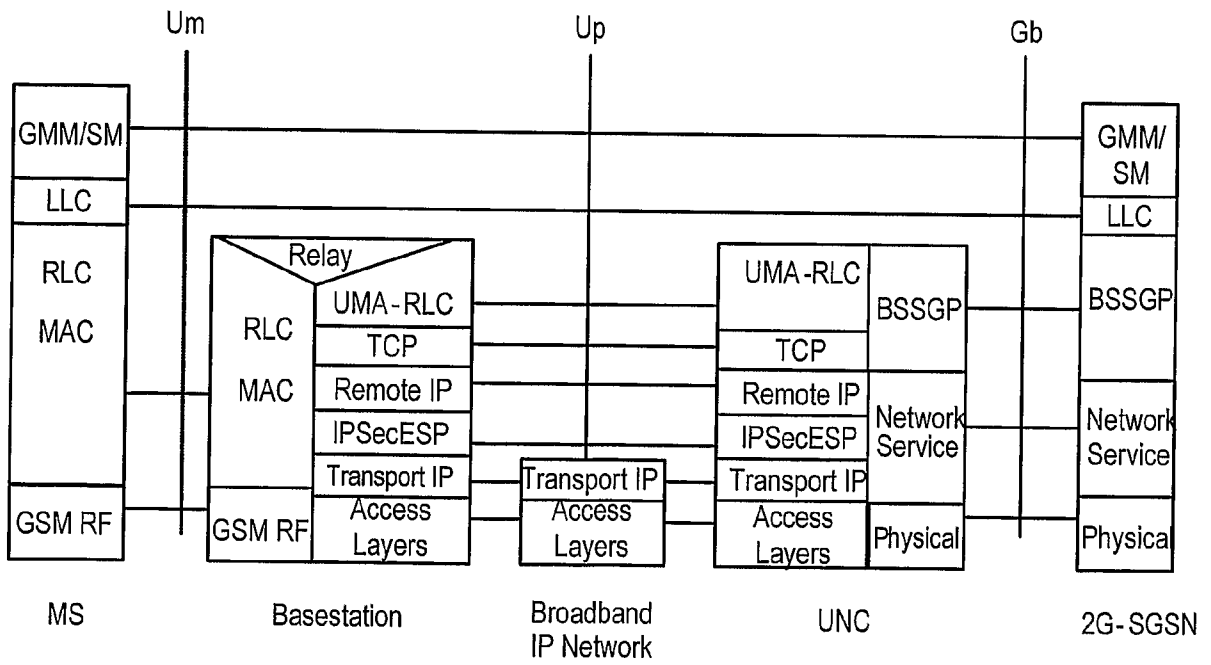 Um
Up
Gb
GMM/SM
LLC
RLC
MAC
GSM RF
MS
Relay
RLC
MAC
GSM RF
UMA-RLC
TCP
Remote IP
IPSecESP
Transport IP
Access
Layers
Basestation
Transport IP
Access
Layers
Broadband
IP Network
UMA-RLC
TCP
Remote IP
IPSecESP
Transport IP
Access
Layers
BSSGP
Network
Service
Physical
UNC
GMM/
SM
LLC
BSSGP
Network
Service
Physical
2G-SGSN